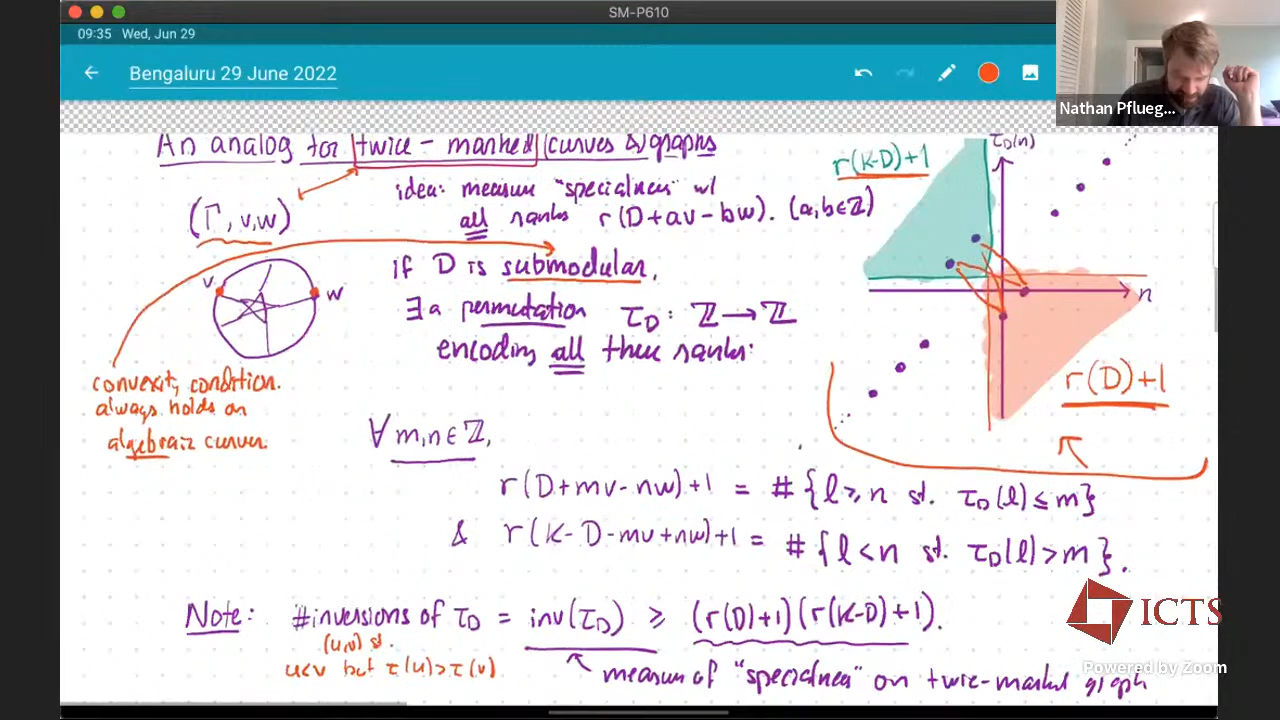 SM-P610
09:35 Wed, Jun 29
Bengaluru 29 June 2022
Nathan Pflueg...
An analog for twice-marked (curves &) graphs
(Γ, v, w)
idea: measure "specialness" w/
all ranks r(D+av-bw). (a,b∈ℤ)
v
w
if D is submodular,
∃ a permutation τ_D: ℤ → ℤ
encoding all these ranks:
convexity condition.
always holds on
algebraic curves.
r(K-D)+1
τ_D(n)
n
r(D)+1
∀ m,n ∈ ℤ,
r(D+mv-nw)+1 = #{l≥n st. τ_D(l)≤m}
& r(K-D-mv+nw)+1 = #{l<n st. τ_D(l)>m}.
Note: #inversions of τ_D = inv(τ_D) ≥ (r(D)+1)(r(K-D)+1).
(u,v) st.
u<v but τ(u)>τ(v)
measure of "specialness" on twice-marked graph
ICTS
Powered by Zoom